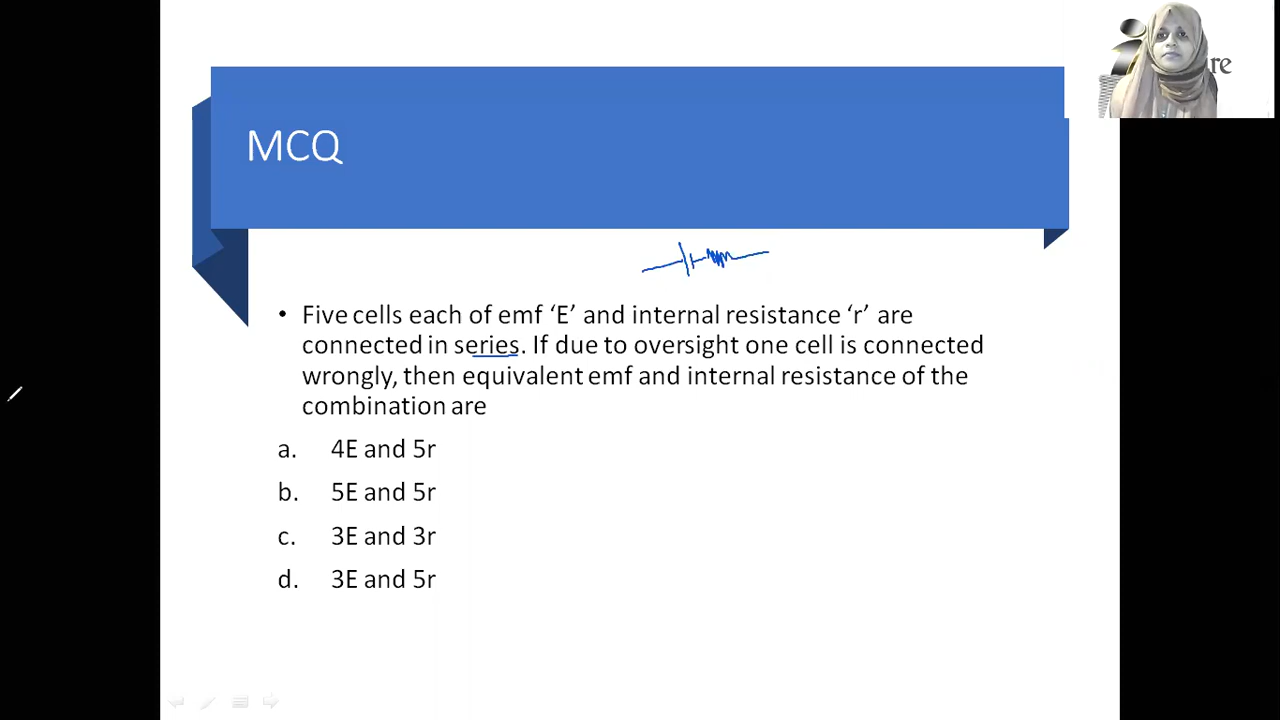 re
MCQ
• Five cells each of emf ‘E’ and internal resistance ‘r’ are
connected in series. If due to oversight one cell is connected
wrongly, then equivalent emf and internal resistance of the
combination are
a. 4E and 5r
b. 5E and 5r
c. 3E and 3r
d. 3E and 5r